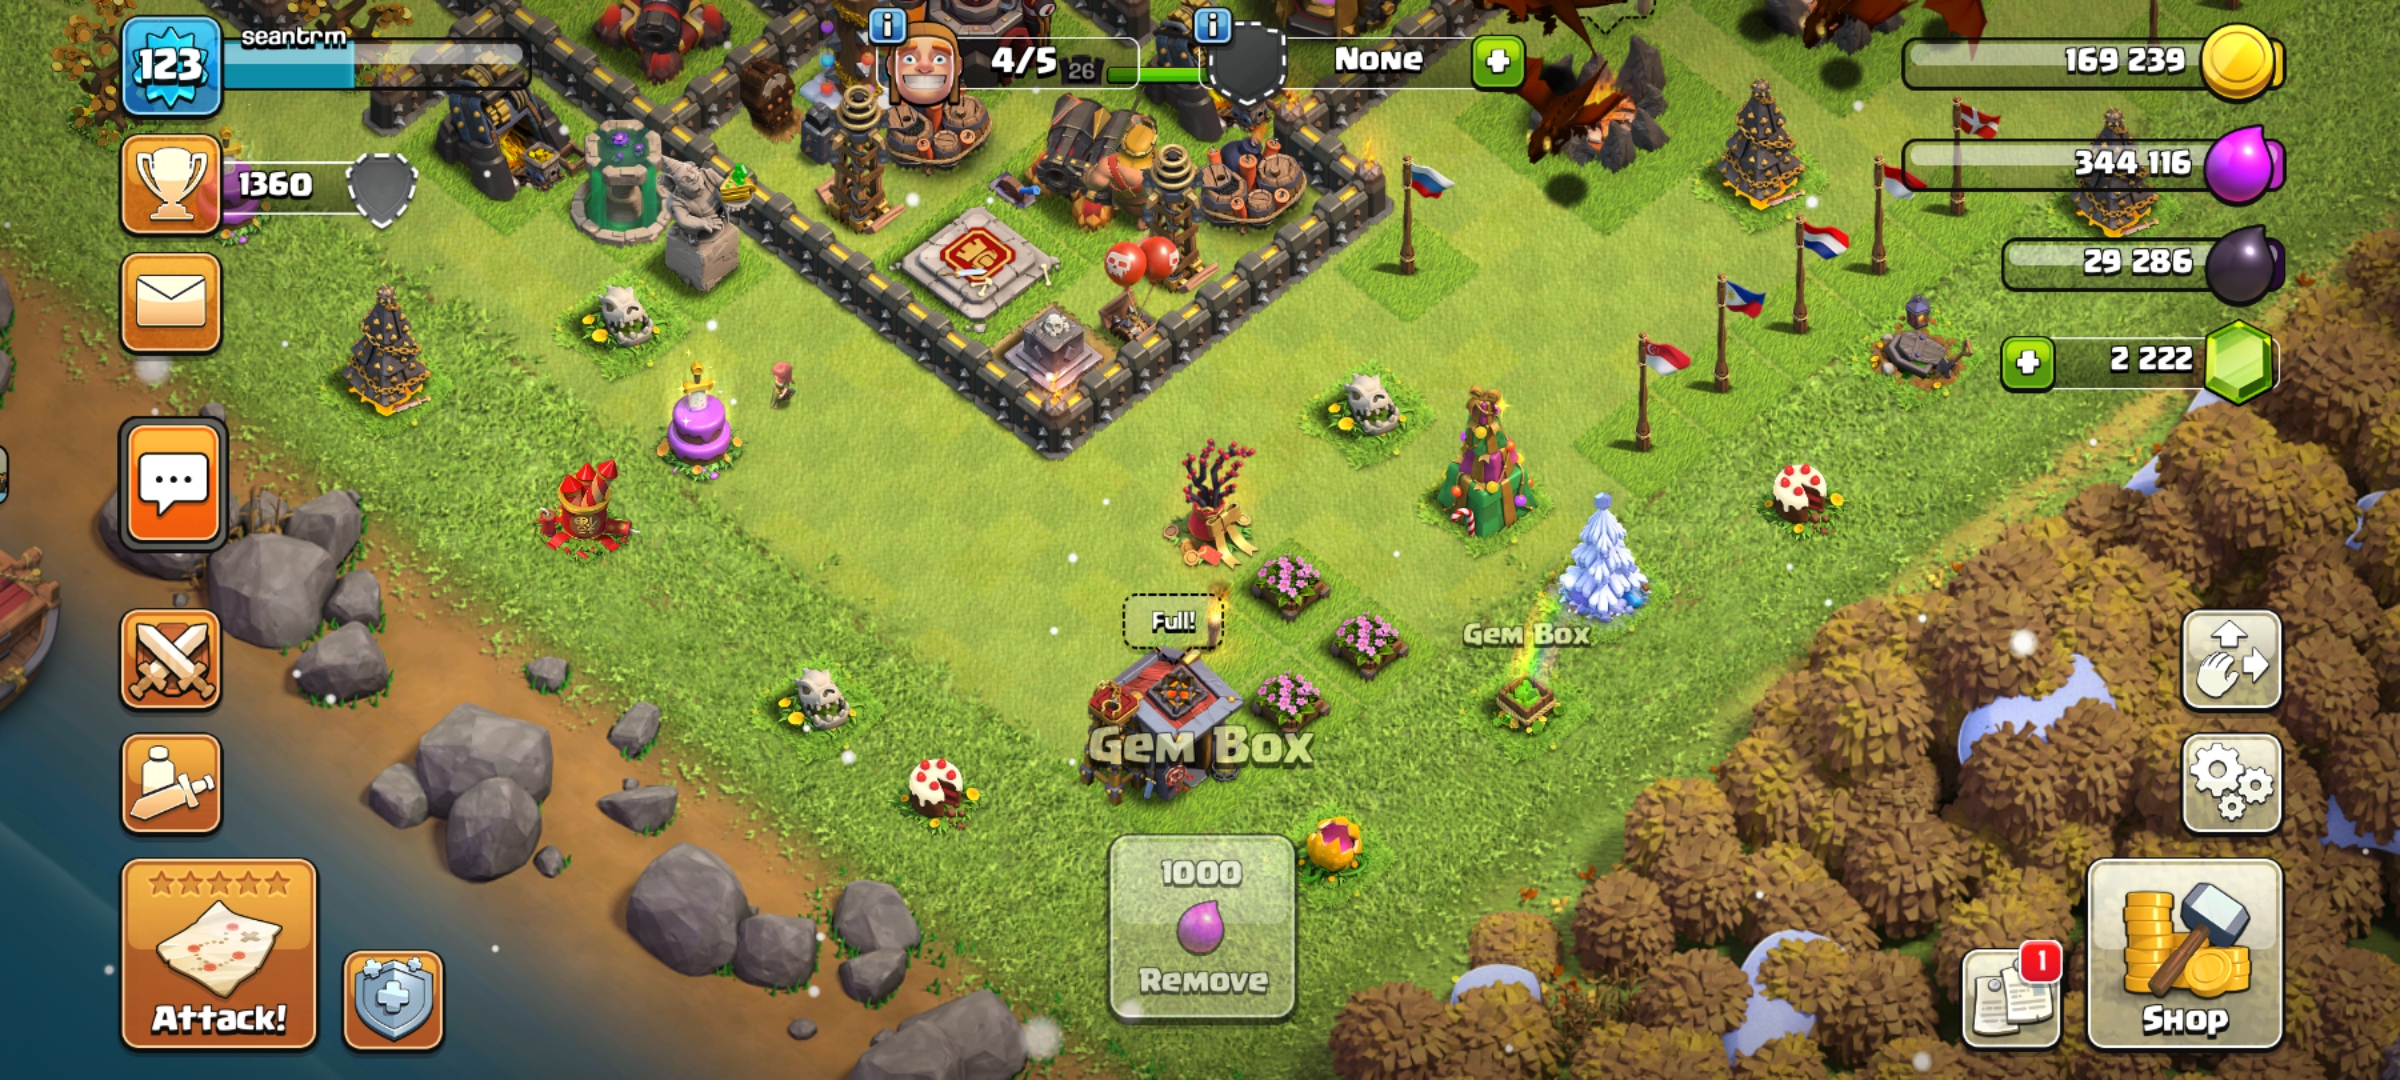 123
seantrm
4/5
26
None
169 239
1360
344 116
29 286
2 222
Full!
Gem Box
Gem Box
1000
Remove
Attack!
1
Shop